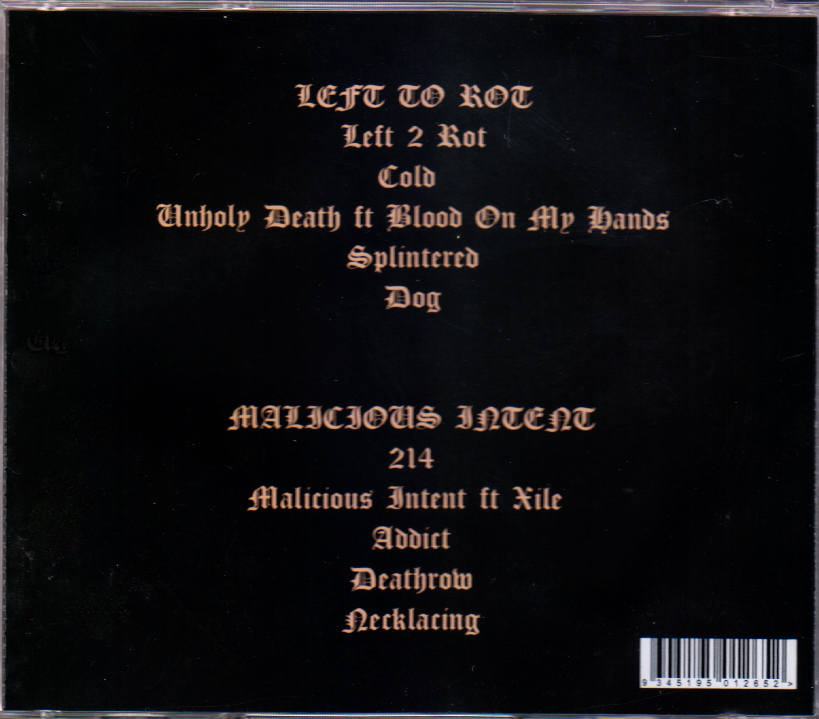 LEFT TO ROT
Left 2 Rot
Cold
Unholy Death ft Blood On My Hands
Splintered
Dog
MALICIOUS INTENT
214
Malicious Intent ft Xile
Addict
Deathrow
Necklacing
9 345195 012652 >